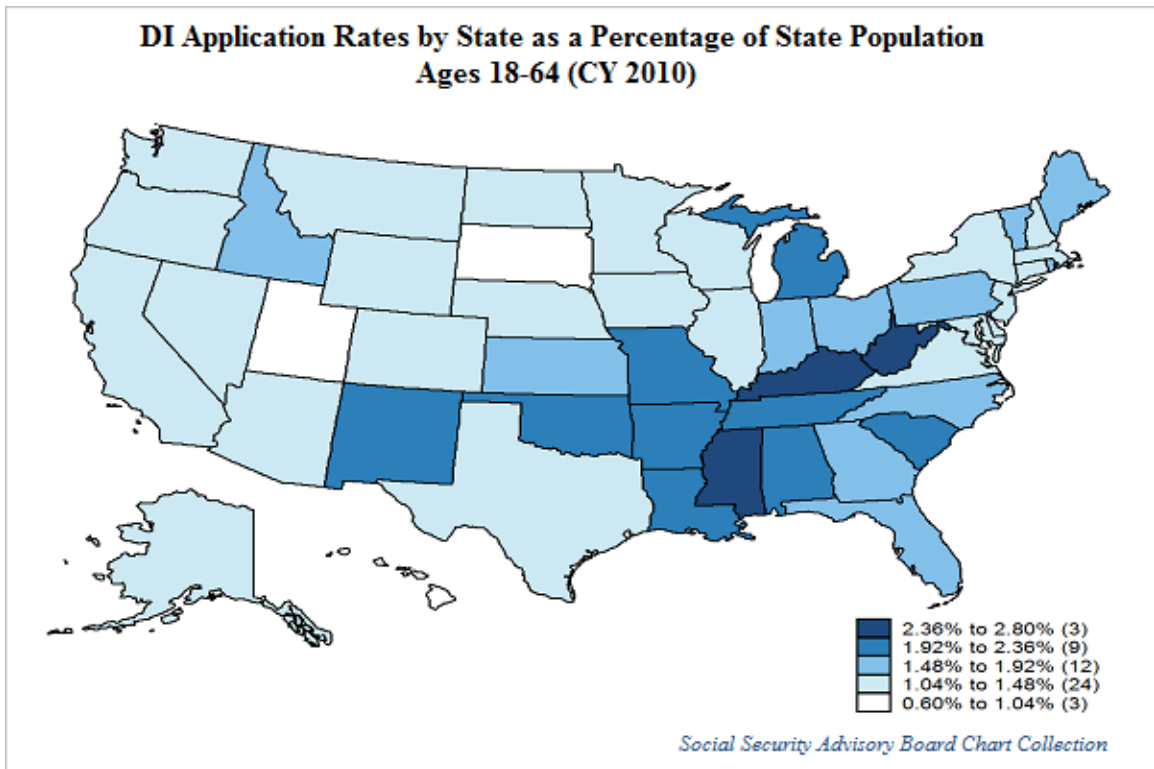 DI Application Rates by State as a Percentage of State Population
Ages 18-64 (CY 2010)
2.36% to 2.80% (3)
1.92% to 2.36% (9)
1.48% to 1.92% (12)
1.04% to 1.48% (24)
0.60% to 1.04% (3)
Social Security Advisory Board Chart Collection